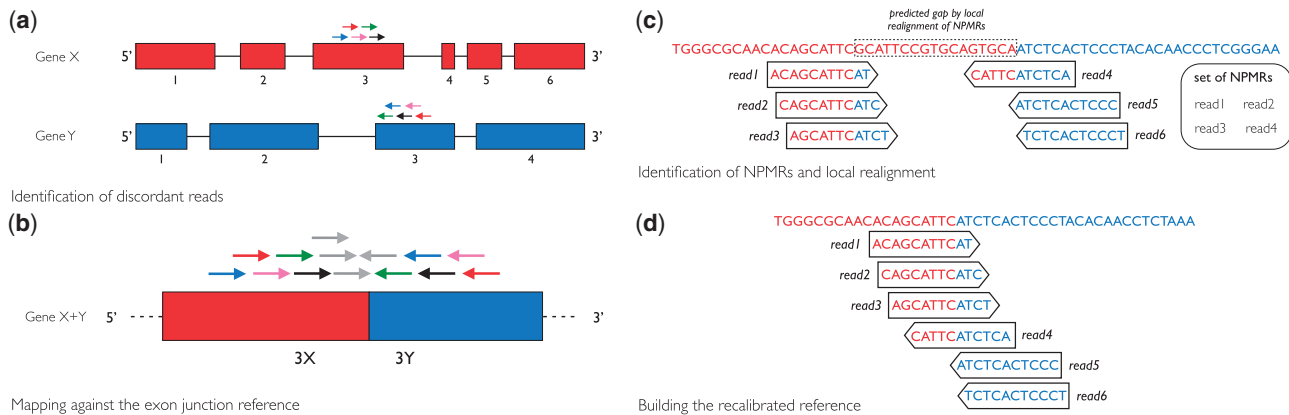 (a)
Gene X 5' 3'
1 2 3 4 5 6
Gene Y 5' 3'
1 2 3 4
Identification of discordant reads
(b)
Gene X+Y 5' 3'
3X 3Y
Mapping against the exon junction reference
(c)
predicted gap by local
realignment of NPMRs
TGGGCGCAACACAGCATTCGCATTCCGTGCAGTGCAATCTCACTCCCTACACAACCCTCGGGAA
read1 ACAGCATTCAT CATTCATCTCA read4
read2 CAGCATTCATC ATCTCACTCCC read5
read3 AGCATTCATCT TCTCACTCCCT read6
set of NPMRs
read1 read2
read3 read4
Identification of NPMRs and local realignment
(d)
TGGGCGCAACACAGCATTCATCTCACTCCCTACACAACCTCTAAA
read1 ACAGCATTCAT
read2 CAGCATTCATC
read3 AGCATTCATCT
CATTCATCTCA read4
ATCTCACTCCC read5
TCTCACTCCCT read6
Building the recalibrated reference